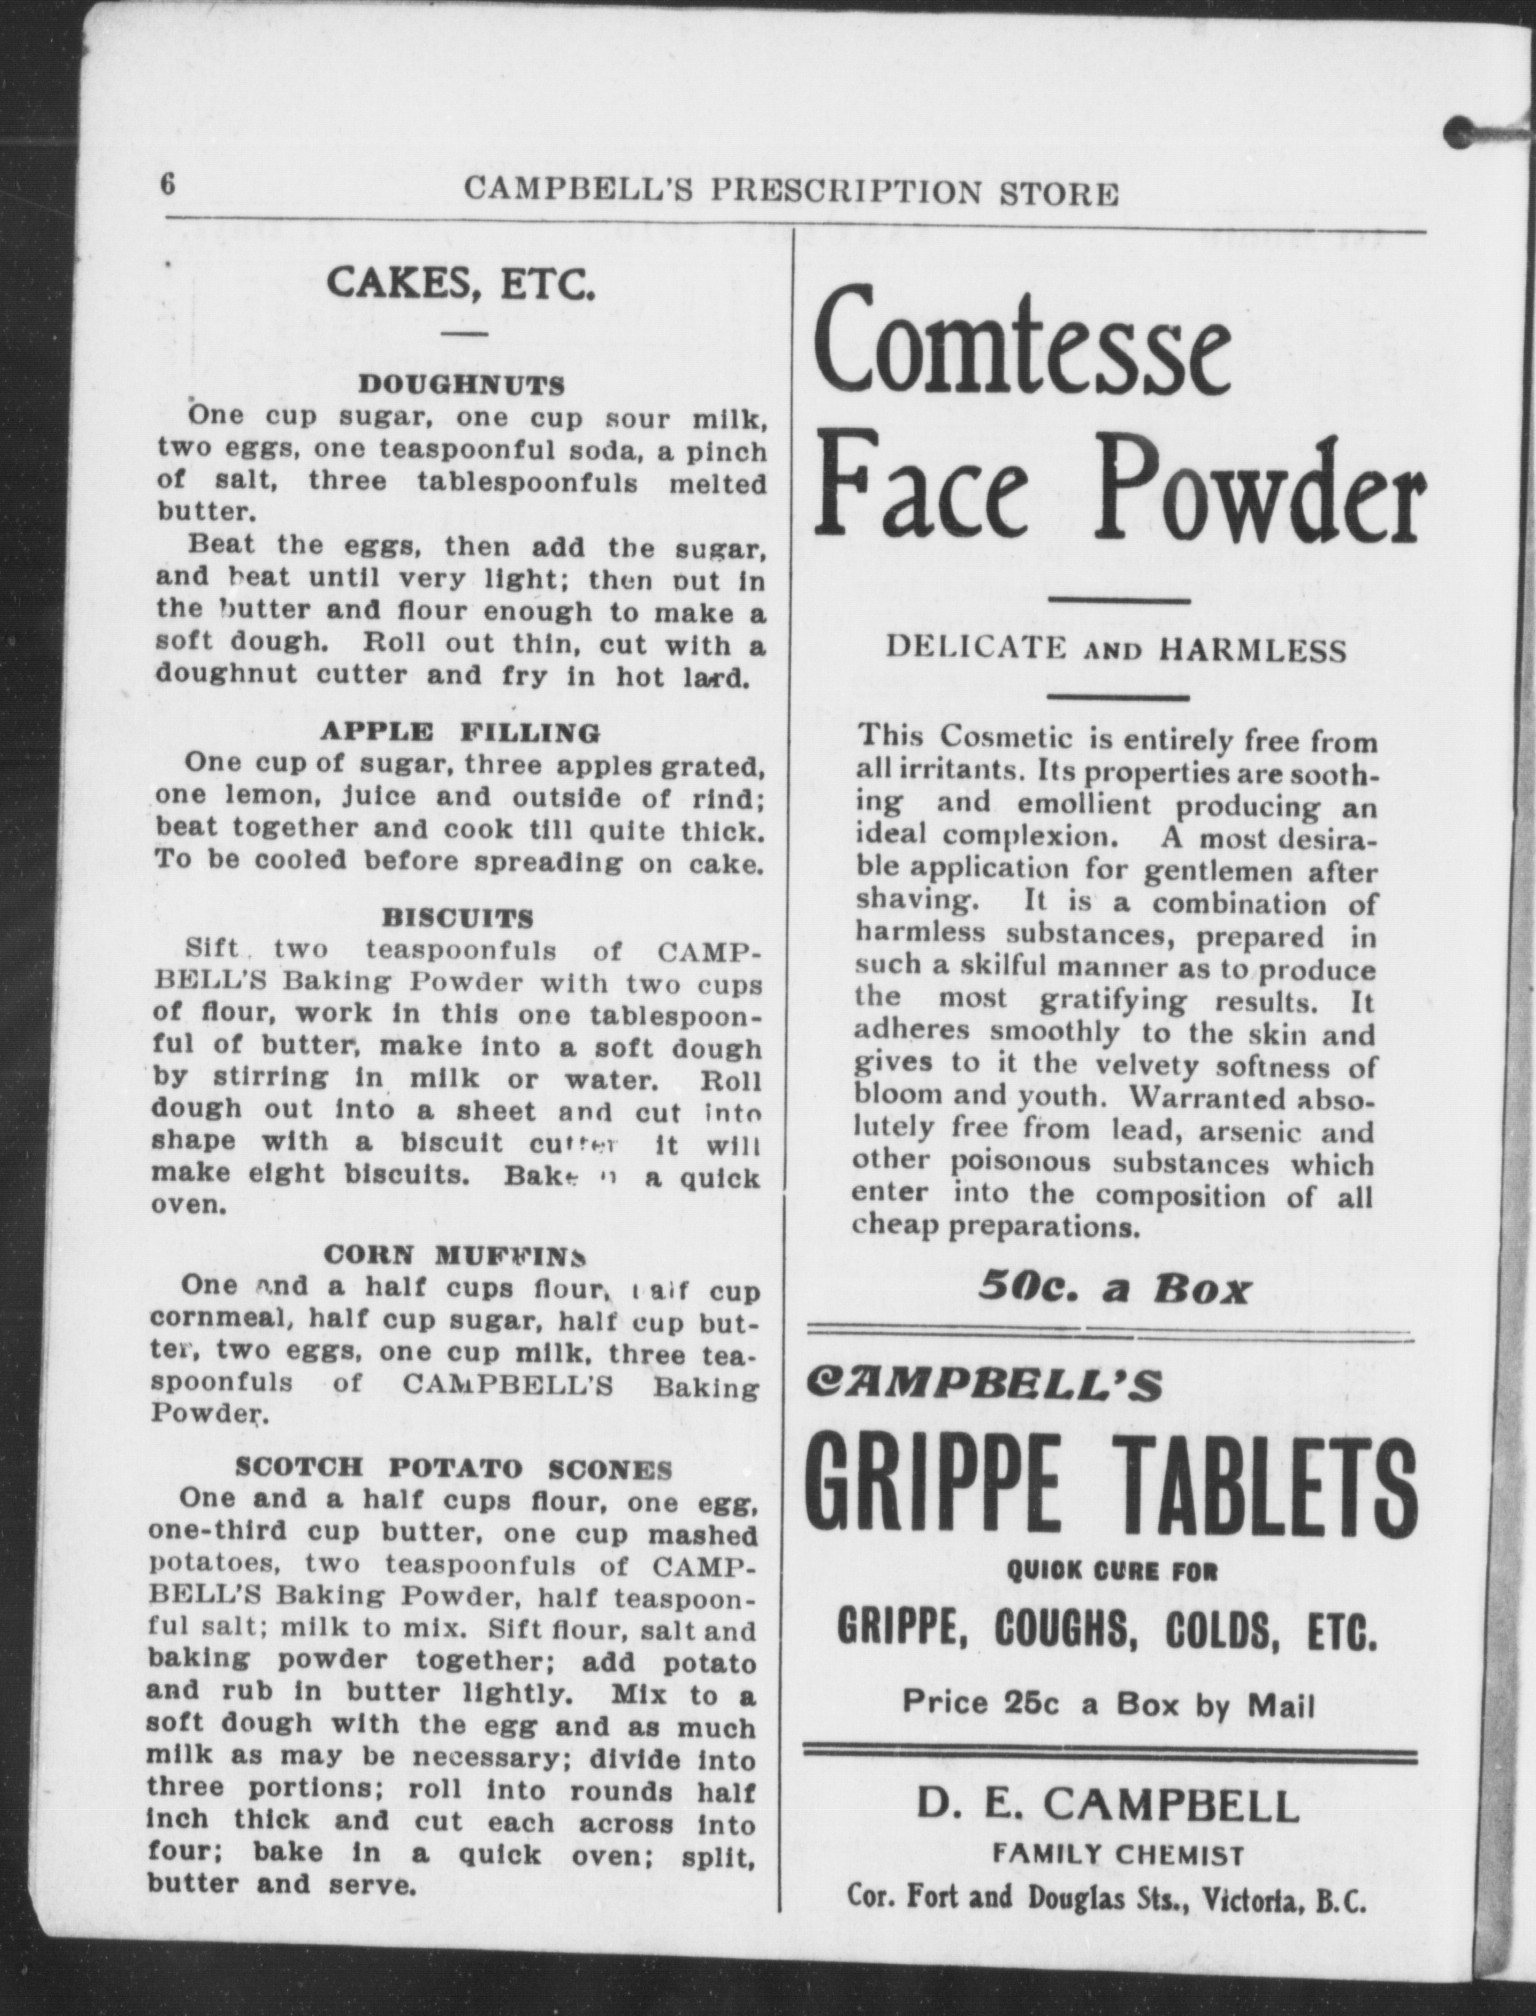 6
CAMPBELL'S PRESCRIPTION STORE
CAKES, ETC.
DOUGHNUTS
One cup sugar, one cup sour milk,
two eggs, one teaspoonful soda, a pinch
of salt, three tablespoonfuls melted
butter.
Beat the eggs, then add the sugar,
and beat until very light; then put in
the butter and flour enough to make a
soft dough. Roll out thin, cut with a
doughnut cutter and fry in hot lard.
APPLE FILLING
One cup of sugar, three apples grated,
one lemon, juice and outside of rind;
beat together and cook till quite thick.
To be cooled before spreading on cake.
BISCUITS
Sift two teaspoonfuls of CAMP-
BELL'S Baking Powder with two cups
of flour, work in this one tablespoon-
ful of butter, make into a soft dough
by stirring in milk or water. Roll
dough out into a sheet and cut into
shape with a biscuit cutter it will
make eight biscuits. Bake in a quick
oven.
CORN MUFFINS
One and a half cups flour, half cup
cornmeal, half cup sugar, half cup but-
ter, two eggs, one cup milk, three tea-
spoonfuls of CAMPBELL'S Baking
Powder.
SCOTCH POTATO SCONES
One and a half cups flour, one egg,
one-third cup butter, one cup mashed
potatoes, two teaspoonfuls of CAMP-
BELL'S Baking Powder, half teaspoon-
ful salt; milk to mix. Sift flour, salt and
baking powder together; add potato
and rub in butter lightly. Mix to a
soft dough with the egg and as much
milk as may be necessary; divide into
three portions; roll into rounds half
inch thick and cut each across into
four; bake in a quick oven; split,
butter and serve.
Comtesse
Face Powder
DELICATE AND HARMLESS
This Cosmetic is entirely free from
all irritants. Its properties are sooth-
ing and emollient producing an
ideal complexion. A most desira-
ble application for gentlemen after
shaving. It is a combination of
harmless substances, prepared in
such a skilful manner as to produce
the most gratifying results. It
adheres smoothly to the skin and
gives to it the velvety softness of
bloom and youth. Warranted abso-
lutely free from lead, arsenic and
other poisonous substances which
enter into the composition of all
cheap preparations.
50c. a Box
CAMPBELL'S
GRIPPE TABLETS
QUICK CURE FOR
GRIPPE, COUGHS, COLDS, ETC.
Price 25c a Box by Mail
D. E. CAMPBELL
FAMILY CHEMIST
Cor. Fort and Douglas Sts., Victoria, B.C.